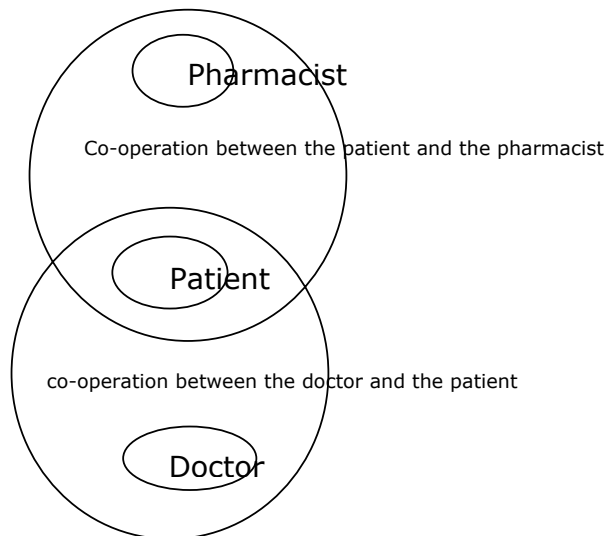 Pharmacist
Co-operation between the patient and the pharmacist
Patient
co-operation between the doctor and the patient
Doctor